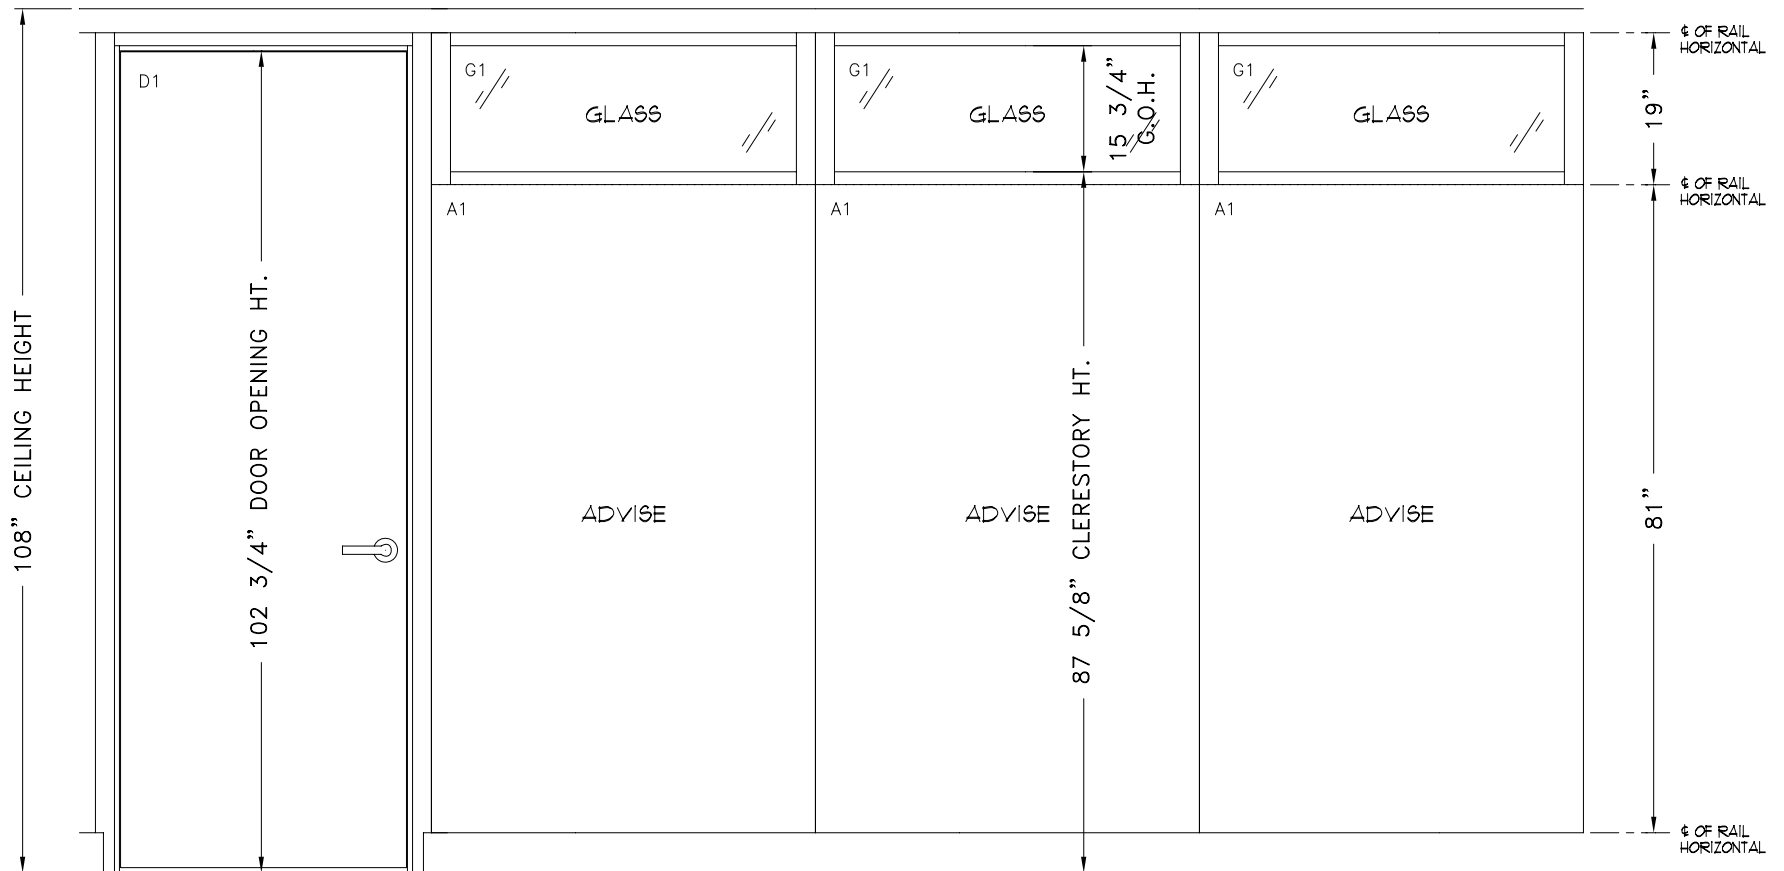 ℄ OF RAIL
HORIZONTAL
D1
G1
GLASS
G1
GLASS
15 3/4”
G.O.H.
G1
GLASS
19”
℄ OF RAIL
HORIZONTAL
A1
A1
A1
108” CEILING HEIGHT
102 3/4” DOOR OPENING HT.
ADVISE
ADVISE
87 5/8” CLERESTORY HT.
ADVISE
81”
℄ OF RAIL
HORIZONTAL